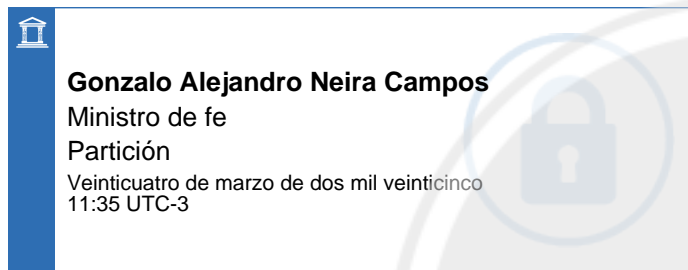 Gonzalo Alejandro Neira Campos
Ministro de fe
Partición
Veinticuatro de marzo de dos mil veinticinco
11:35 UTC-3